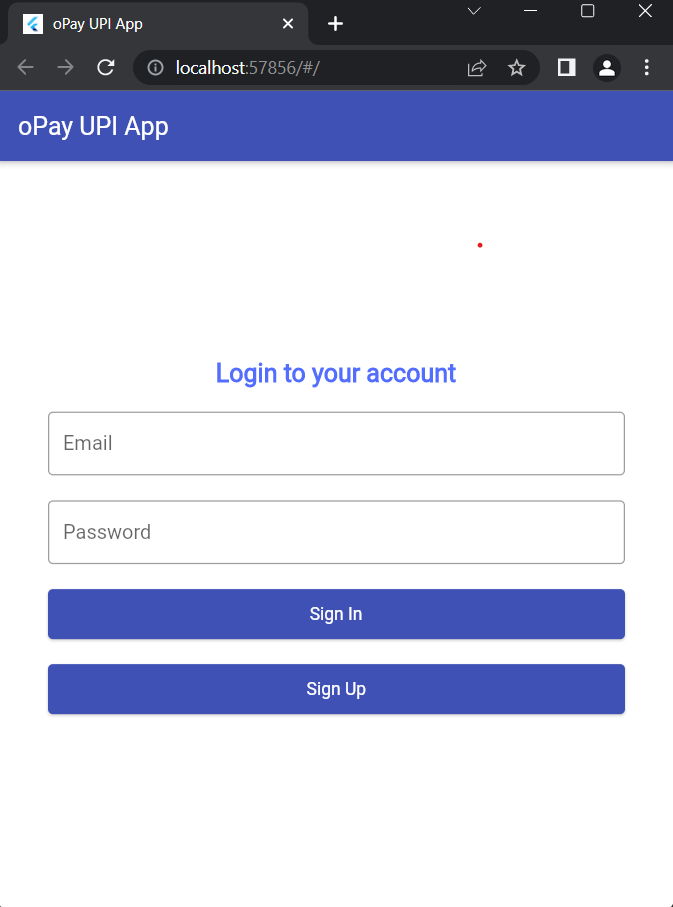 oPay UPI App
localhost:57856/#/
oPay UPI App
Login to your account
Email
Password
Sign In
Sign Up